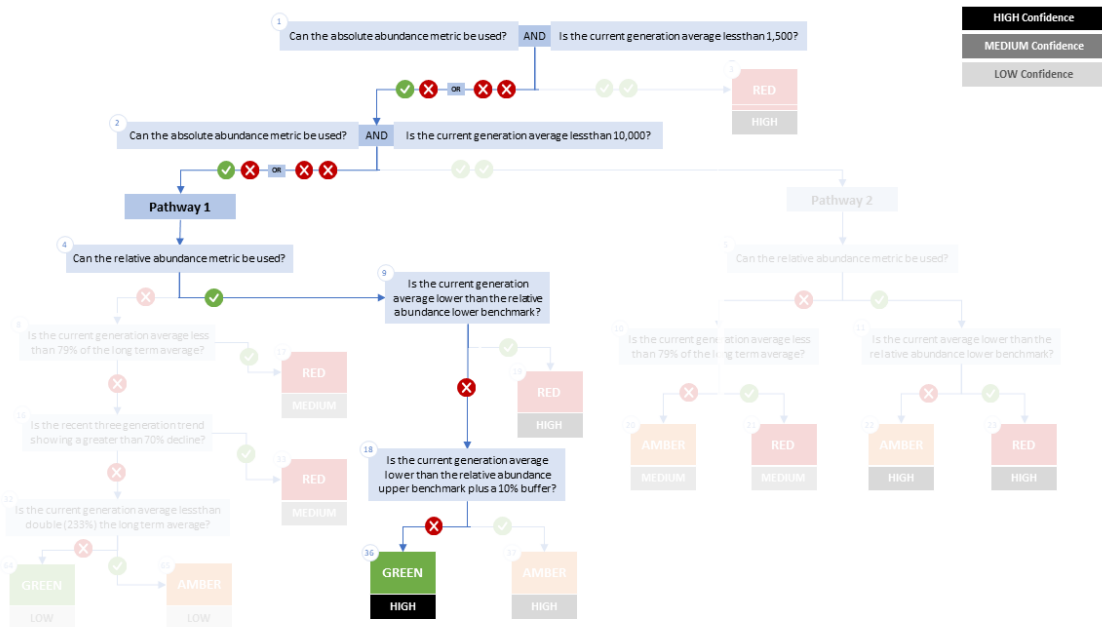 HIGH Confidence
MEDIUM Confidence
LOW Confidence
1
Can the absolute abundance metric be used?
AND
Is the current generation average lessthan 1,500?
OR
RED
HIGH
2
Can the absolute abundance metric be used?
AND
Is the current generation average lessthan 10,000?
OR
Pathway 1
Pathway 2
4
Can the relative abundance metric be used?
Can the relative abundance metric be used?
9
Is the current generation
average lower than the relative
abundance lower benchmark?
Is the current generation average less
than 79% of the long term average?
RED
MEDIUM
RED
HIGH
Is the current generation average less
than 79% of the long term average?
Is the current average lower than the
relative abundance lower benchmark?
Is the recent three generation trend
showing a greater than 70% decline?
RED
MEDIUM
AMBER
MEDIUM
RED
MEDIUM
AMBER
HIGH
RED
HIGH
18
Is the current generation average
lower than the relative abundance
upper benchmark plus a 10% buffer?
Is the current generation average lessthan
double (233%) the long term average?
GREEN
LOW
AMBER
LOW
36
GREEN
HIGH
37
AMBER
HIGH